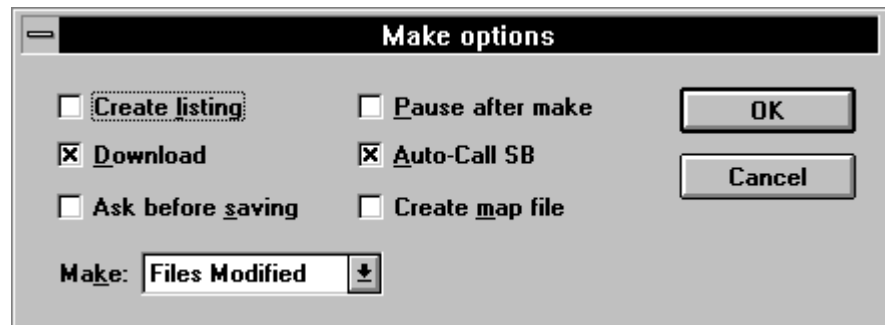 Make options
Create listing
Pause after make
OK
Download
Auto-Call SB
Cancel
Ask before saving
Create map file
Make: Files Modified